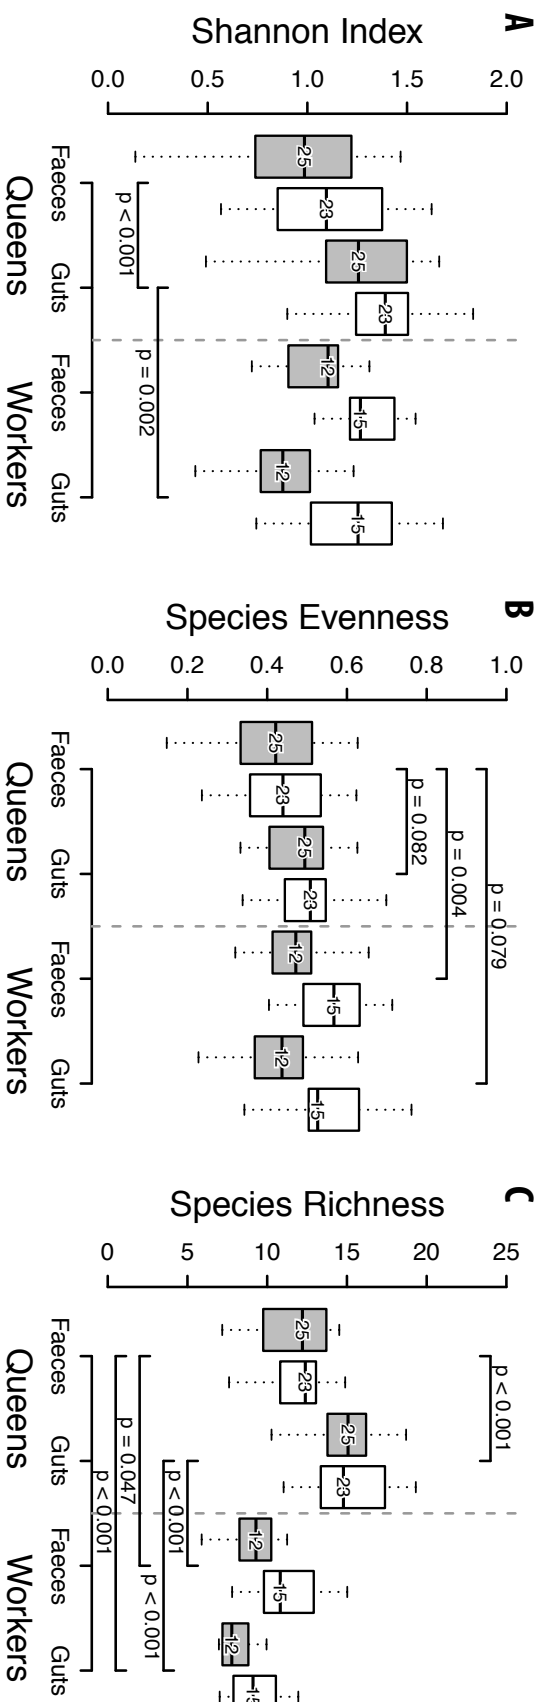 A
Shannon Index
0.0 0.5 1.0 1.5 2.0
25 23 25 23 12 15 12 15
p < 0.001
p = 0.002
Faeces Guts Faeces Guts
Queens Workers
B
Species Evenness
0.0 0.2 0.4 0.6 0.8 1.0
p = 0.079
p = 0.004
p = 0.082
25 23 25 23 12 15 12 15
Faeces Guts Faeces Guts
Queens Workers
C
Species Richness
0 5 10 15 20 25
p < 0.001
25 23 25 23 12 15 12 15
p < 0.001
p < 0.001
p = 0.047
p < 0.001
Faeces Guts Faeces Guts
Queens Workers